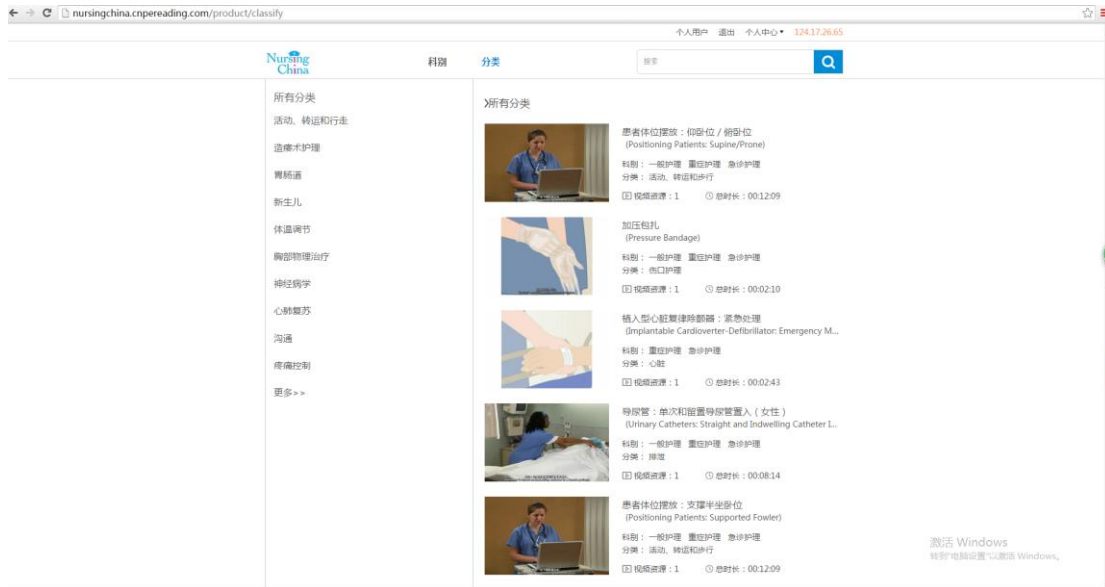 nursingchina.cnpereading.com/product/classify
个人用户 退出 个人中心 124.17.26.65
Nursing
China
科别 分类 搜索
所有分类
活动、转运和行走
造瘘术护理
胃肠道
新生儿
体温调节
胸部物理治疗
神经病学
心肺复苏
沟通
疼痛控制
更多>>
所有分类
患者体位摆放：仰卧位 / 俯卧位
(Positioning Patients: Supine/Prone)
科别： 一般护理 重症护理 急诊护理
分类： 活动、转运和步行
视频资源：1 总时长：00:12:09
加压包扎
(Pressure Bandage)
科别： 一般护理 重症护理 急诊护理
分类： 伤口护理
视频资源：1 总时长：00:02:10
植入型心脏复律除颤器：紧急处理
(Implantable Cardioverter-Defibrillator: Emergency M...
科别： 重症护理 急诊护理
分类： 心脏
视频资源：1 总时长：00:02:43
导尿管：单次和留置导尿管置入（女性）
(Urinary Catheters: Straight and Indwelling Catheter I...
科别： 一般护理 重症护理 急诊护理
分类： 排泄
视频资源：1 总时长：00:08:14
患者体位摆放：支撑半坐卧位
(Positioning Patients: Supported Fowler)
科别： 一般护理 重症护理 急诊护理
分类： 活动、转运和步行
视频资源：1 总时长：00:12:09
激活 Windows
转到"电脑设置"以激活 Windows。